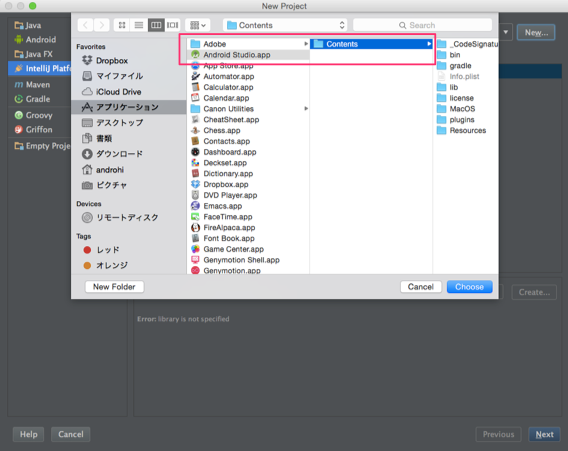 New Project
Contents
Search
Java
Android
Java FX
IntelliJ Platf
Maven
Gradle
Groovy
Griffon
Empty Proje
New...
Favorites
Dropbox
マイファイル
iCloud Drive
アプリケーション
デスクトップ
書類
ダウンロード
androhi
ピクチャ
Devices
リモートディスク
Tags
レッド
オレンジ
Adobe
Android Studio.app
App Store.app
Automator.app
Calculator.app
Calendar.app
Canon Utilities
CheatSheet.app
Chess.app
Contacts.app
Dashboard.app
Deckset.app
Dictionary.app
Dropbox.app
DVD Player.app
Emacs.app
FaceTime.app
FireAlpaca.app
Font Book.app
Game Center.app
Genymotion Shell.app
Genymotion.app
Contents
_CodeSignatur
bin
gradle
Info.plist
lib
license
MacOS
plugins
Resources
New Folder
Cancel
Choose
Create...
Error: library is not specified
Help
Cancel
Previous
Next